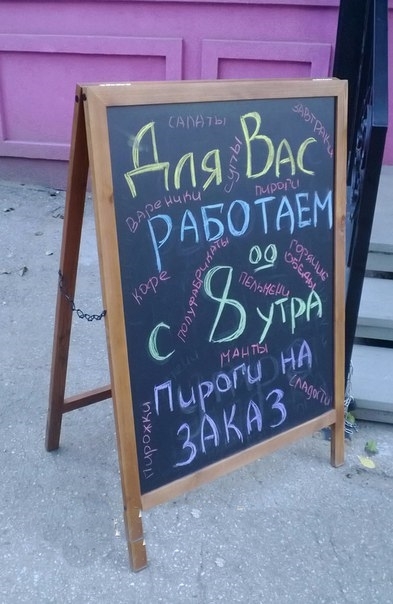 САЛАТЫ
ЗАВТРАКИ
Для Вас
СУПЫ
ВАРЕНИКИ
ПИРОГИ
РАБОТАЕМ
КОФЕ
ПОЛУФАБРИКАТЫ
ГОРЯЧИЕ
ОБЕДЫ
ПЕЛЬМЕНИ
с 8 00 УТРА
МАНТЫ
СЛАДОСТИ
Пироги НА
ЗАКАЗ
Пирожки